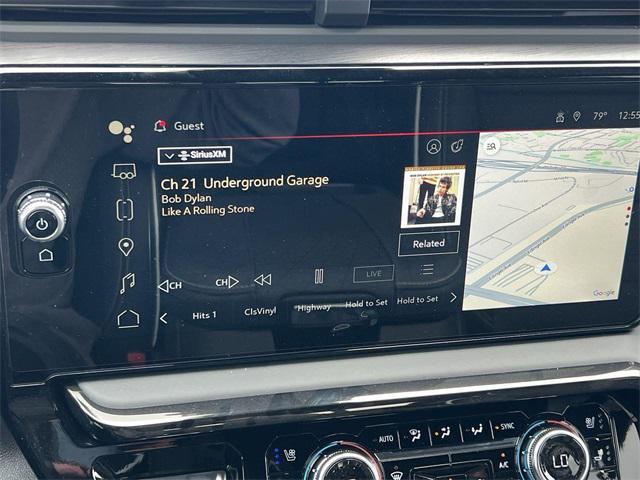 Guest
79° 12:55
SiriusXM
Ch 21 Underground Garage
Bob Dylan
Like A Rolling Stone
Related
CH
CH
LIVE
Hits 1
ClsVinyl
Highway
Hold to Set
Hold to Set
Google
AUTO
SYNC
A/C
LO